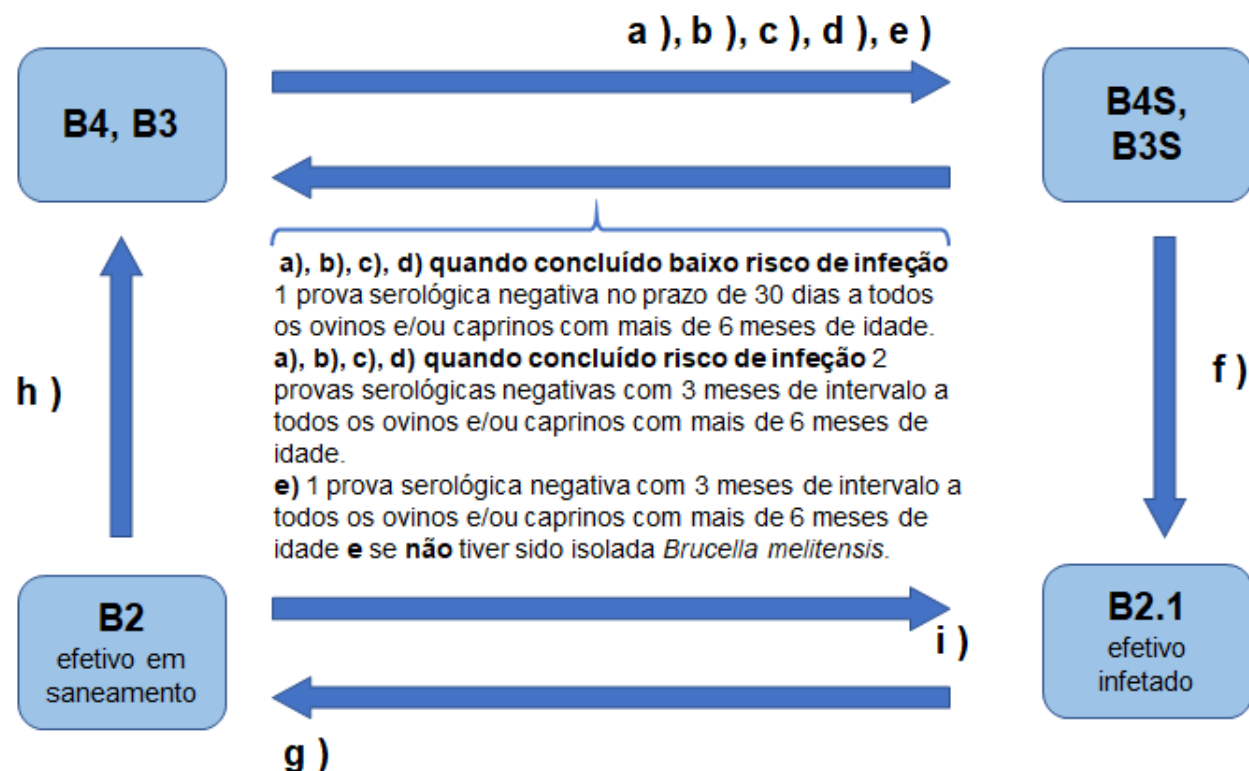 a ), b ), c ), d ), e )
B4, B3
B4S,
B3S
a), b), c), d) quando concluído baixo risco de infeção
1 prova serológica negativa no prazo de 30 dias a todos
os ovinos e/ou caprinos com mais de 6 meses de idade.
a), b), c), d) quando concluído risco de infeção 2
provas serológicas negativas com 3 meses de intervalo a
todos os ovinos e/ou caprinos com mais de 6 meses de
idade.
e) 1 prova serológica negativa com 3 meses de intervalo a
todos os ovinos e/ou caprinos com mais de 6 meses de
idade e se não tiver sido isolada Brucella melitensis.
h )
f )
B2
efetivo em
saneamento
i )
B2.1
efetivo
infetado
g )